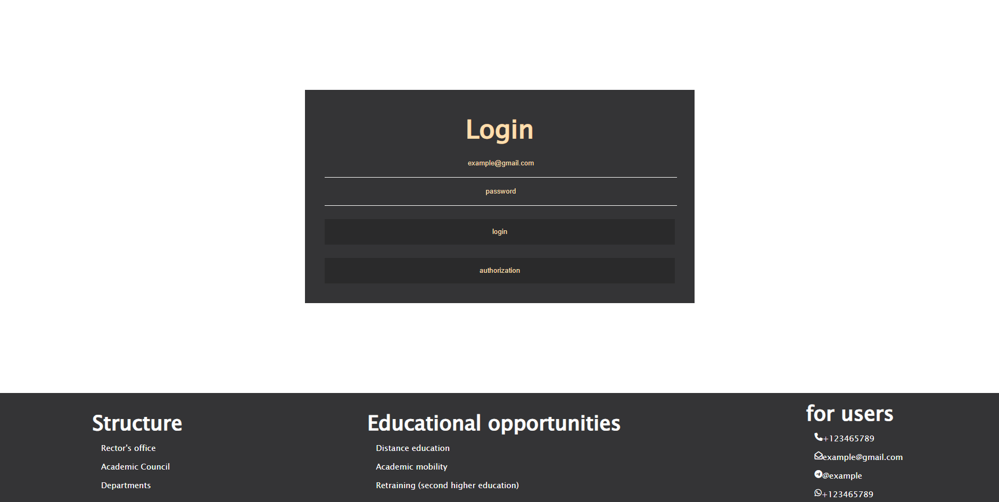 Login
example@gmail.com
password
login
authorization
Structure
Rector's office
Academic Council
Departments
Educational opportunities
Distance education
Academic mobility
Retraining (second higher education)
for users
+123465789
example@gmail.com
@example
+123465789